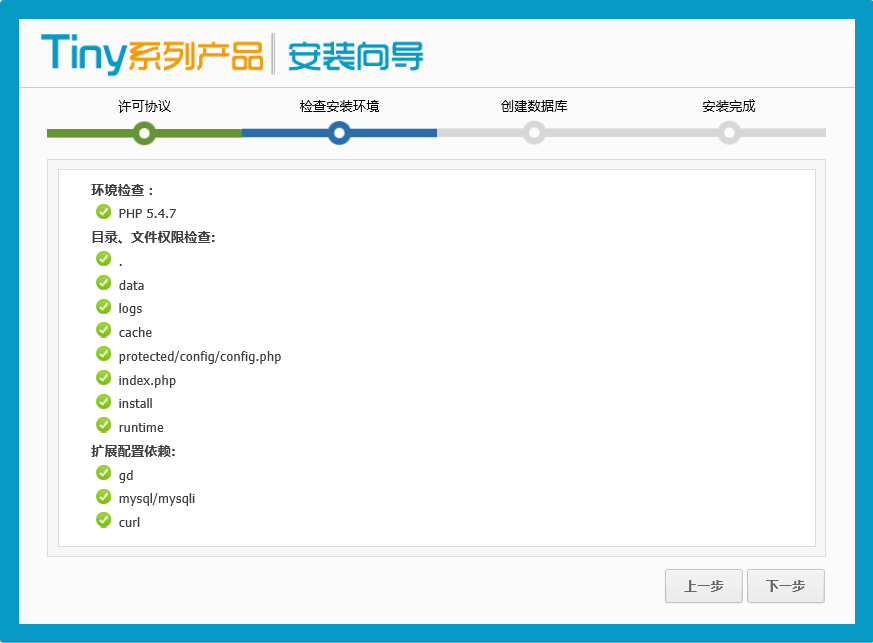 Tiny系列产品 安装向导
许可协议 检查安装环境 创建数据库 安装完成
环境检查：
PHP 5.4.7
目录、文件权限检查:
.
data
logs
cache
protected/config/config.php
index.php
install
runtime
扩展配置依赖:
gd
mysql/mysqli
curl
上一步 下一步